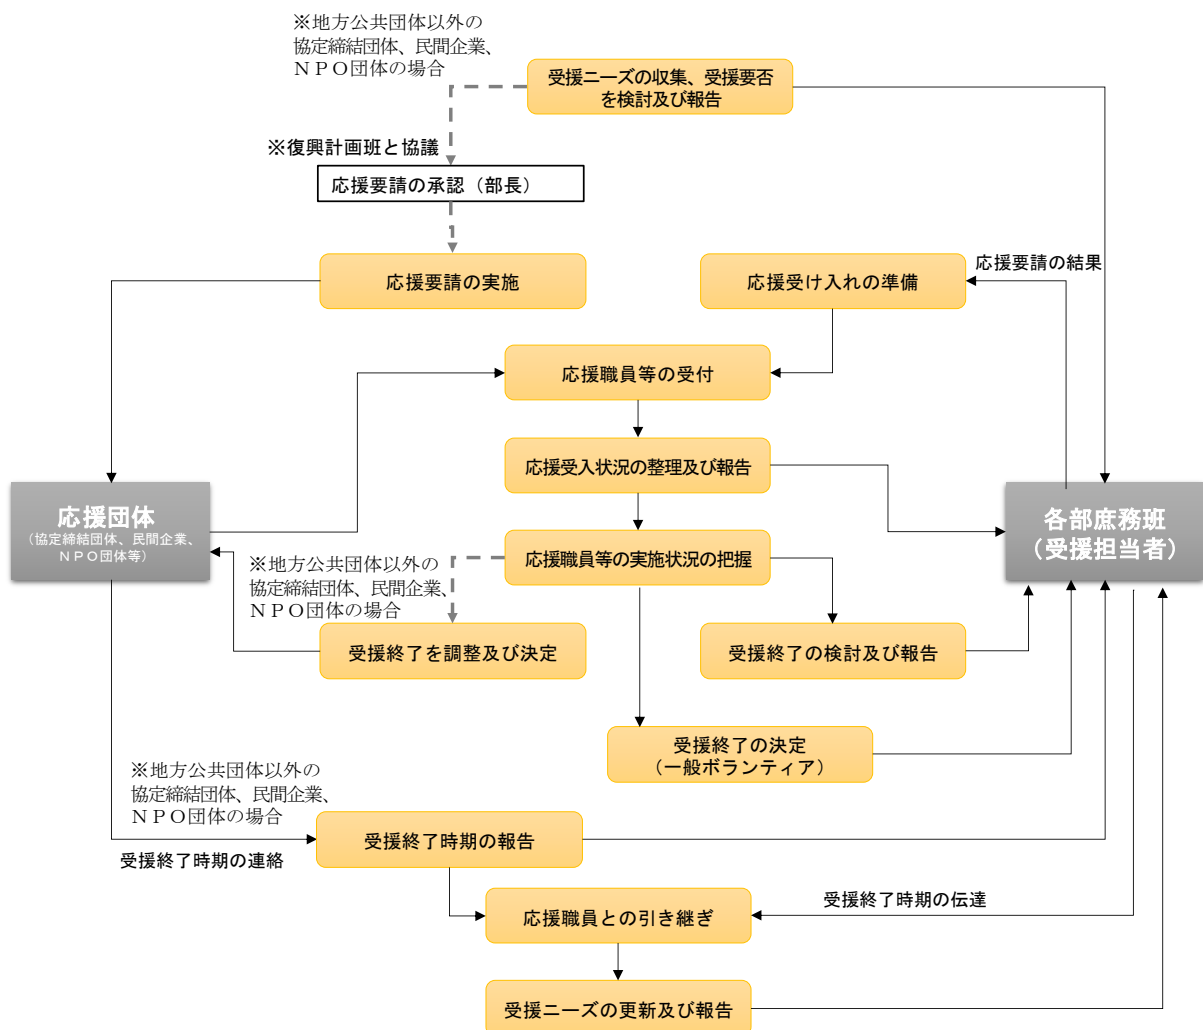 ※地方公共団体以外の
協定締結団体、民間企業、
ＮＰＯ団体の場合
受援ニーズの収集、受援要否
を検討及び報告
※復興計画班と協議
応援要請の承認（部長）
応援要請の実施
応援受け入れの準備
応援要請の結果
応援職員等の受付
応援受入状況の整理及び報告
応援団体
（協定締結団体、民間企業、
ＮＰＯ団体等）
各部庶務班
（受援担当者）
※地方公共団体以外の
協定締結団体、民間企業、
ＮＰＯ団体の場合
応援職員等の実施状況の把握
受援終了を調整及び決定
受援終了の検討及び報告
受援終了の決定
（一般ボランティア）
※地方公共団体以外の
協定締結団体、民間企業、
ＮＰＯ団体の場合
受援終了時期の連絡
受援終了時期の報告
受援終了時期の伝達
応援職員との引き継ぎ
受援ニーズの更新及び報告